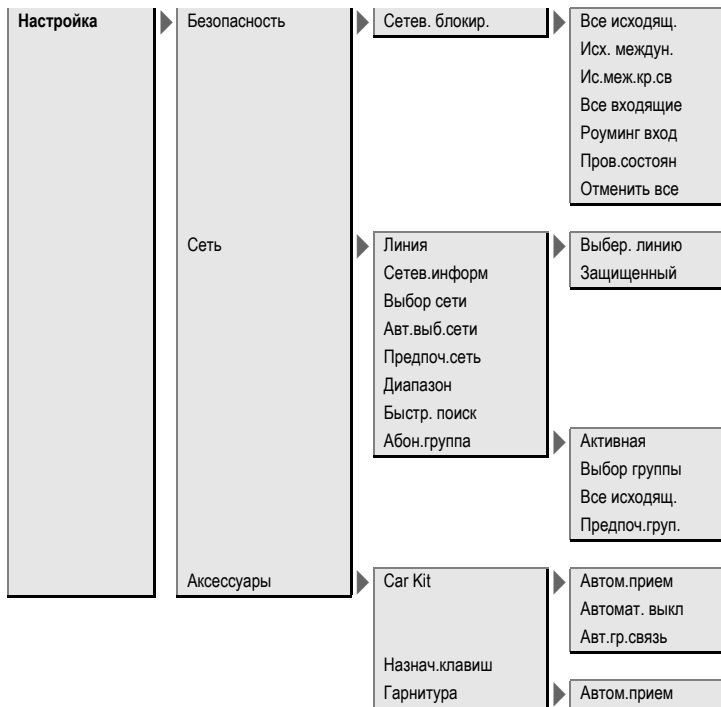 Настройка
Безопасность
Сетев. блокир.
Все исходящ.
Исх. междун.
Ис.меж.кр.св
Все входящие
Роуминг вход
Пров.состоян
Отменить все
Сеть
Линия
Выбер. линию
Сетев.информ
Защищенный
Выбор сети
Авт.выб.сети
Предпоч.сеть
Диапазон
Быстр. поиск
Абон.группа
Активная
Выбор группы
Все исходящ.
Предпоч.груп.
Аксессуары
Car Kit
Автом.прием
Автомат. выкл
Авт.гр.связь
Назнач.клавиш
Гарнитура
Автом.прием